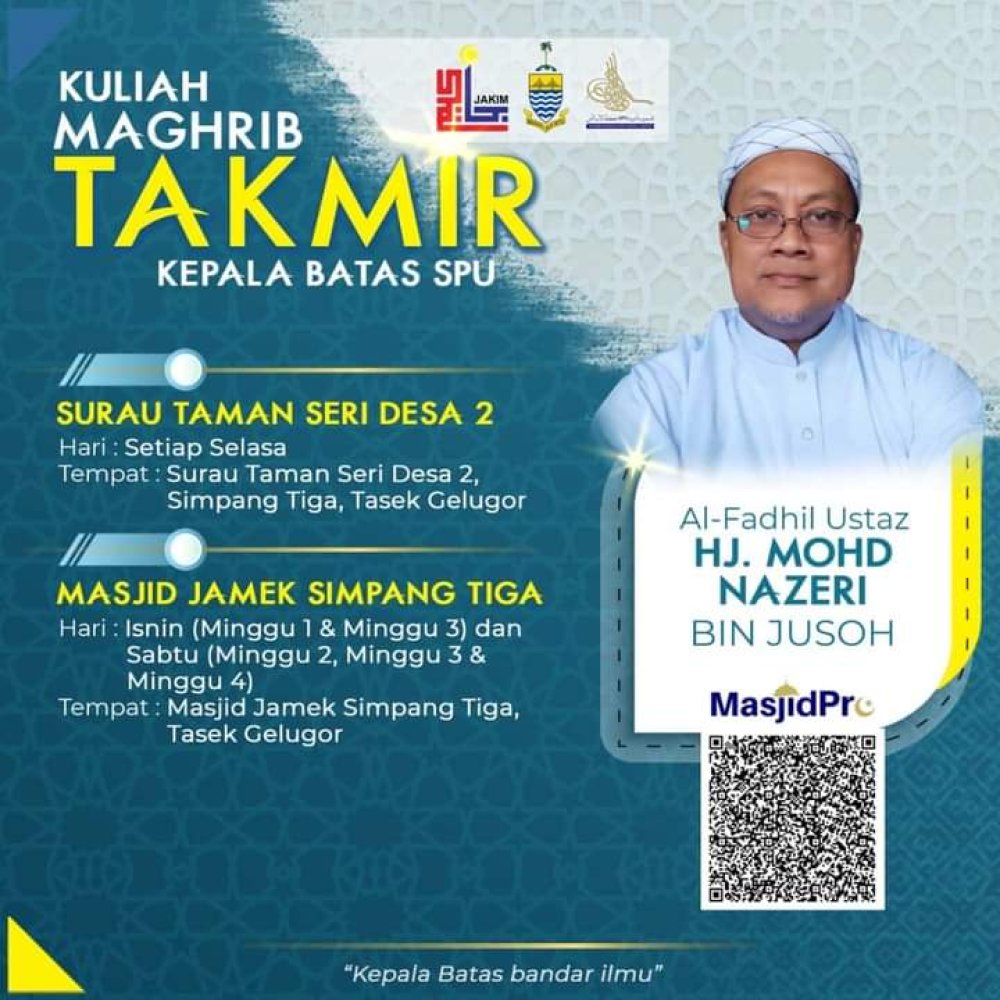 KULIAH
MAGHRIB
TAKMIR
KEPALA BATAS SPU
JAKIM
SURAU TAMAN SERI DESA 2
Hari : Setiap Selasa
Tempat : Surau Taman Seri Desa 2,
Simpang Tiga, Tasek Gelugor
MASJID JAMEK SIMPANG TIGA
Hari : Isnin (Minggu 1 & Minggu 3) dan
Sabtu (Minggu 2, Minggu 3 &
Minggu 4)
Tempat : Masjid Jamek Simpang Tiga,
Tasek Gelugor
Al-Fadhil Ustaz
HJ. MOHD
NAZERI
BIN JUSOH
MasjidPro
"Kepala Batas bandar ilmu"